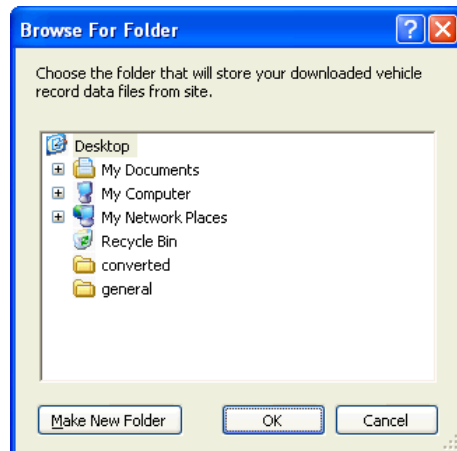 Browse For Folder
Choose the folder that will store your downloaded vehicle
record data files from site.
Desktop
My Documents
My Computer
My Network Places
Recycle Bin
converted
general
Make New Folder
OK
Cancel